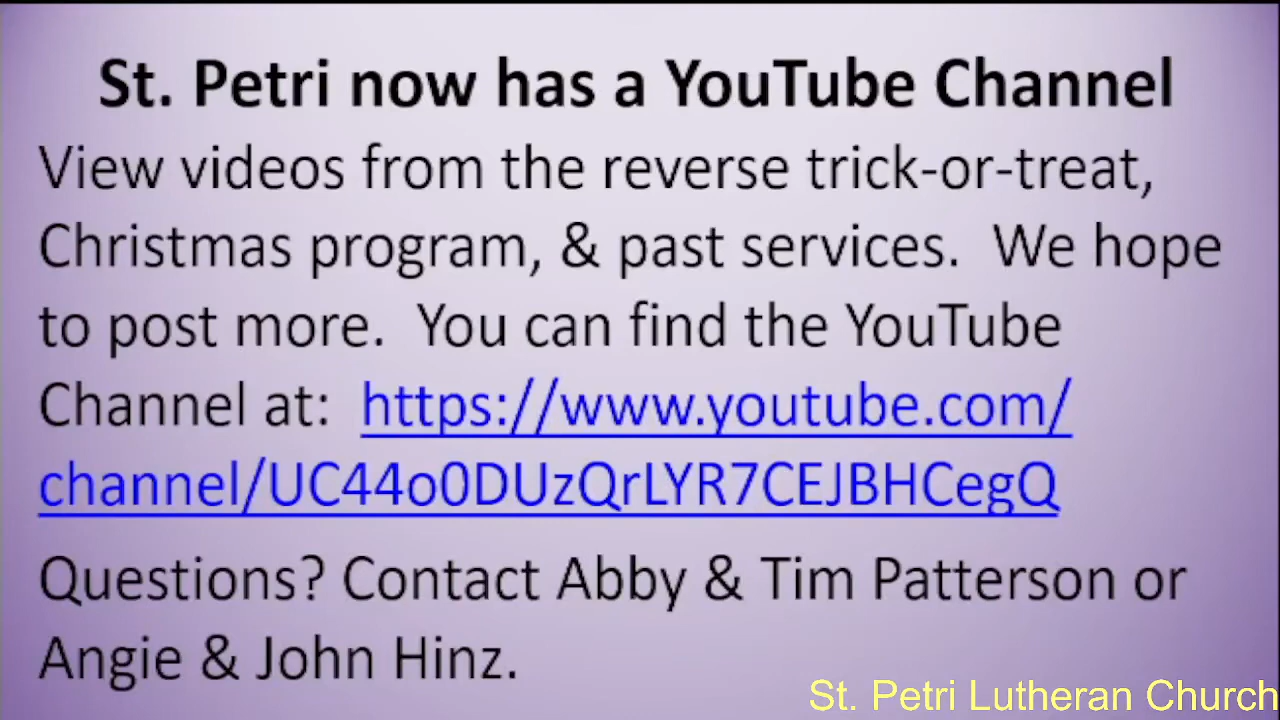 St. Petri now has a YouTube Channel
View videos from the reverse trick-or-treat,
Christmas program, & past services.  We hope
to post more.  You can find the YouTube
Channel at:  https://www.youtube.com/
channel/UC44o0DUzQrLYR7CEJBHCegQ
Questions? Contact Abby & Tim Patterson or
Angie & John Hinz.
St. Petri Lutheran Church